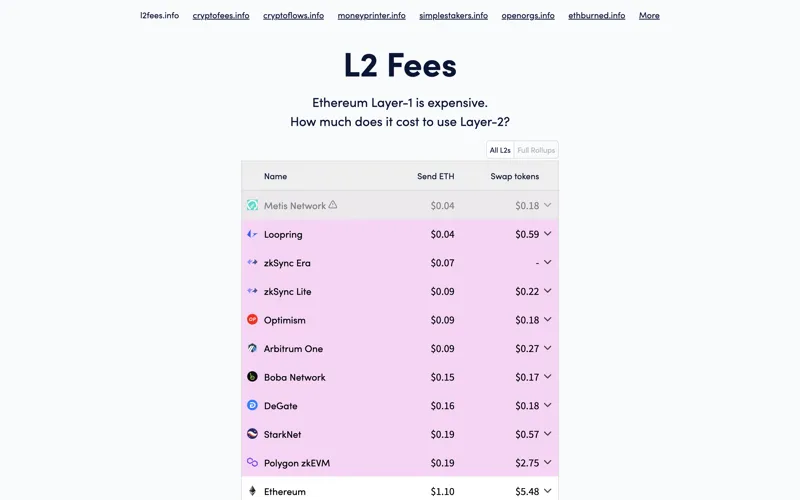 l2fees.info cryptofees.info cryptoflows.info moneyprinter.info simplestakers.info openorgs.info ethburned.info More
L2 Fees
Ethereum Layer-1 is expensive.
How much does it cost to use Layer-2?
All L2s Full Rollups
Name Send ETH Swap tokens
Metis Network $0.04 $0.18
Loopring $0.04 $0.59
zkSync Era $0.07 -
zkSync Lite $0.09 $0.22
OP Optimism $0.09 $0.18
Arbitrum One $0.09 $0.27
Boba Network $0.15 $0.17
DeGate $0.16 $0.18
StarkNet $0.19 $0.57
Polygon zkEVM $0.19 $2.75
Ethereum $1.10 $5.48